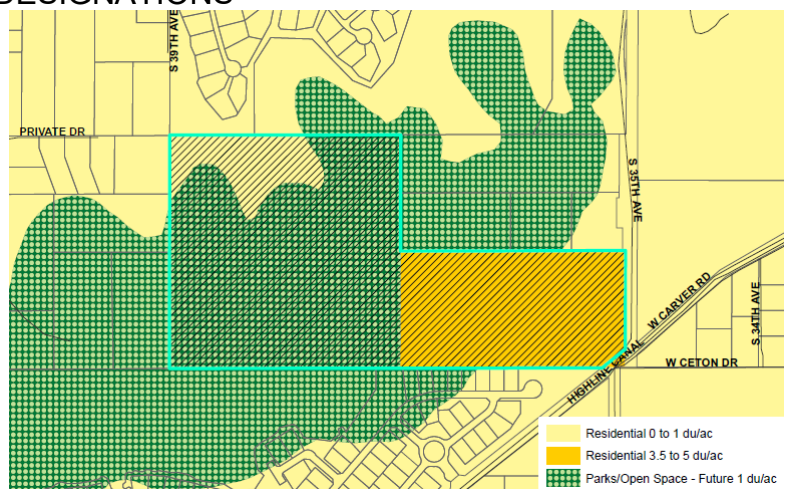 DESIGNATIONS
S 39TH AVE
PRIVATE DR
S 35TH AVE
W CARVER RD
S 34TH AVE
HIGHLINE CANAL
W CETON DR
Residential 0 to 1 du/ac
Residential 3.5 to 5 du/ac
Parks/Open Space - Future 1 du/ac